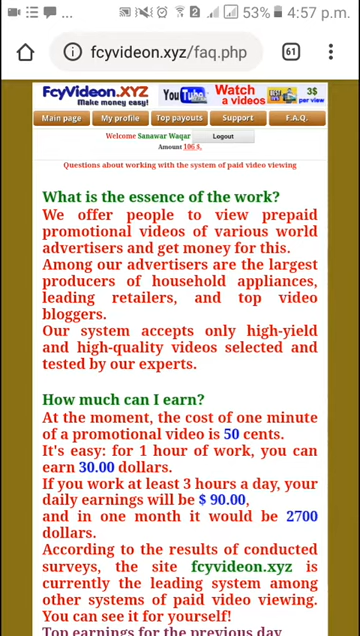 53% 4:57 p.m.
fcyvideon.xyz/faq.php
61
FcyVideon.XYZ
Make money easy!
YouTube
Watch
a videos
3$
per view
Main page
My profile
Top payouts
Support
F.A.Q.
Welcome Sanawar Waqar
Logout
Amount 106 $.
Questions about working with the system of paid video viewing
What is the essence of the work?
We offer people to view prepaid
promotional videos of various world
advertisers and get money for this.
Among our advertisers are the largest
producers of household appliances,
leading retailers, and top video
bloggers.
Our system accepts only high-yield
and high-quality videos selected and
tested by our experts.
How much can I earn?
At the moment, the cost of one minute
of a promotional video is 50 cents.
It's easy: for 1 hour of work, you can
earn 30.00 dollars.
If you work at least 3 hours a day, your
daily earnings will be $ 90.00,
and in one month it would be 2700
dollars.
According to the results of conducted
surveys, the site fcyvideon.xyz is
currently the leading system among
other systems of paid video viewing.
You can see it for yourself!
Top earnings for the previous day